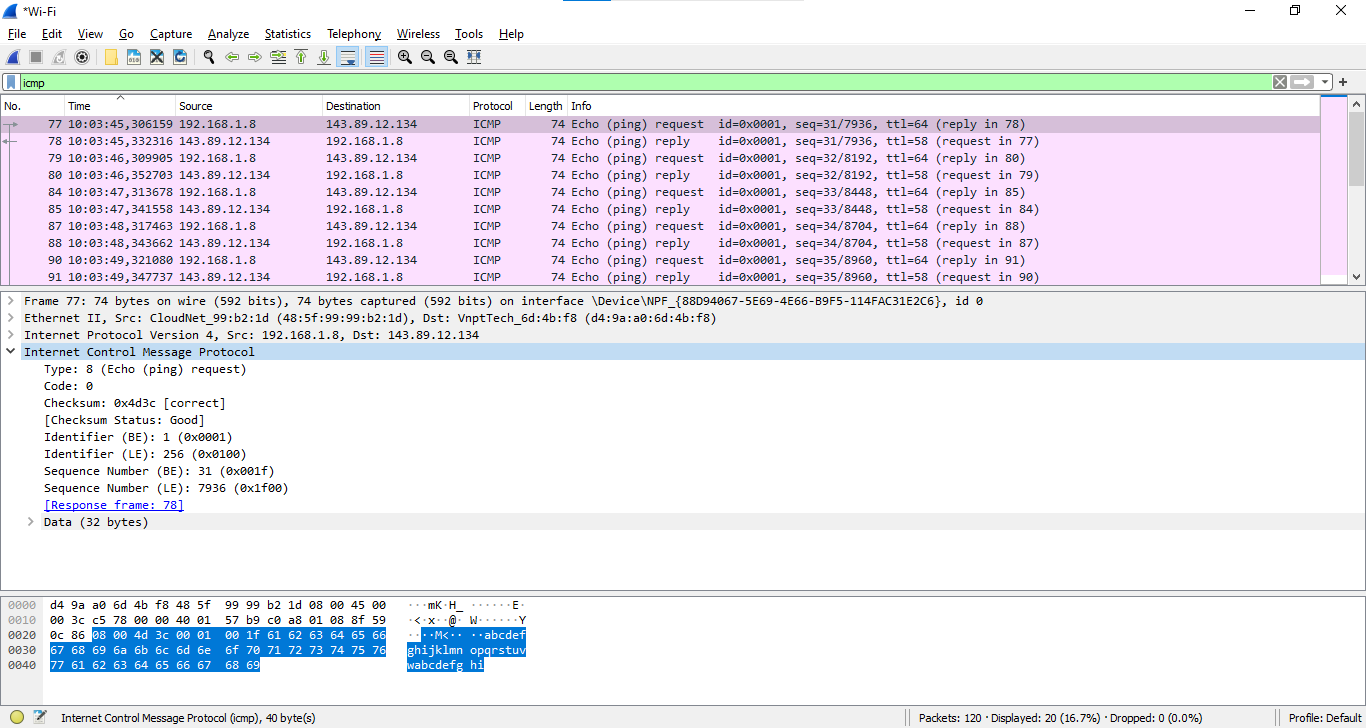 *Wi-Fi
File Edit View Go Capture Analyze Statistics Telephony Wireless Tools Help
icmp
No. Time Source Destination Protocol Length Info
77 10:03:45,306159 192.168.1.8 143.89.12.134 ICMP 74 Echo (ping) request id=0x0001, seq=31/7936, ttl=64 (reply in 78)
78 10:03:45,332316 143.89.12.134 192.168.1.8 ICMP 74 Echo (ping) reply id=0x0001, seq=31/7936, ttl=58 (request in 77)
79 10:03:46,309905 192.168.1.8 143.89.12.134 ICMP 74 Echo (ping) request id=0x0001, seq=32/8192, ttl=64 (reply in 80)
80 10:03:46,352703 143.89.12.134 192.168.1.8 ICMP 74 Echo (ping) reply id=0x0001, seq=32/8192, ttl=58 (request in 79)
84 10:03:47,313678 192.168.1.8 143.89.12.134 ICMP 74 Echo (ping) request id=0x0001, seq=33/8448, ttl=64 (reply in 85)
85 10:03:47,341558 143.89.12.134 192.168.1.8 ICMP 74 Echo (ping) reply id=0x0001, seq=33/8448, ttl=58 (request in 84)
87 10:03:48,317463 192.168.1.8 143.89.12.134 ICMP 74 Echo (ping) request id=0x0001, seq=34/8704, ttl=64 (reply in 88)
88 10:03:48,343662 143.89.12.134 192.168.1.8 ICMP 74 Echo (ping) reply id=0x0001, seq=34/8704, ttl=58 (request in 87)
90 10:03:49,321080 192.168.1.8 143.89.12.134 ICMP 74 Echo (ping) request id=0x0001, seq=35/8960, ttl=64 (reply in 91)
91 10:03:49,347737 143.89.12.134 192.168.1.8 ICMP 74 Echo (ping) reply id=0x0001, seq=35/8960, ttl=58 (request in 90)
Frame 77: 74 bytes on wire (592 bits), 74 bytes captured (592 bits) on interface \Device\NPF_{88D94067-5E69-4E66-B9F5-114FAC31E2C6}, id 0
Ethernet II, Src: CloudNet_99:b2:1d (48:5f:99:99:b2:1d), Dst: VnptTech_6d:4b:f8 (d4:9a:a0:6d:4b:f8)
Internet Protocol Version 4, Src: 192.168.1.8, Dst: 143.89.12.134
Internet Control Message Protocol
Type: 8 (Echo (ping) request)
Code: 0
Checksum: 0x4d3c [correct]
[Checksum Status: Good]
Identifier (BE): 1 (0x0001)
Identifier (LE): 256 (0x0100)
Sequence Number (BE): 31 (0x001f)
Sequence Number (LE): 7936 (0x1f00)
[Response frame: 78]
Data (32 bytes)
0000 d4 9a a0 6d 4b f8 48 5f 99 99 b2 1d 08 00 45 00 ···mK·H_ ······E·
0010 00 3c c5 78 00 00 40 01 57 b9 c0 a8 01 08 8f 59 ·<·x··@· W······Y
0020 0c 86 08 00 4d 3c 00 01 00 1f 61 62 63 64 65 66 ····M<·· ··abcdef
0030 67 68 69 6a 6b 6c 6d 6e 6f 70 71 72 73 74 75 76 ghijklmn opqrstuv
0040 77 61 62 63 64 65 66 67 68 69 wabcdefg hi
Internet Control Message Protocol (icmp), 40 byte(s) Packets: 120 · Displayed: 20 (16.7%) · Dropped: 0 (0.0%) Profile: Default